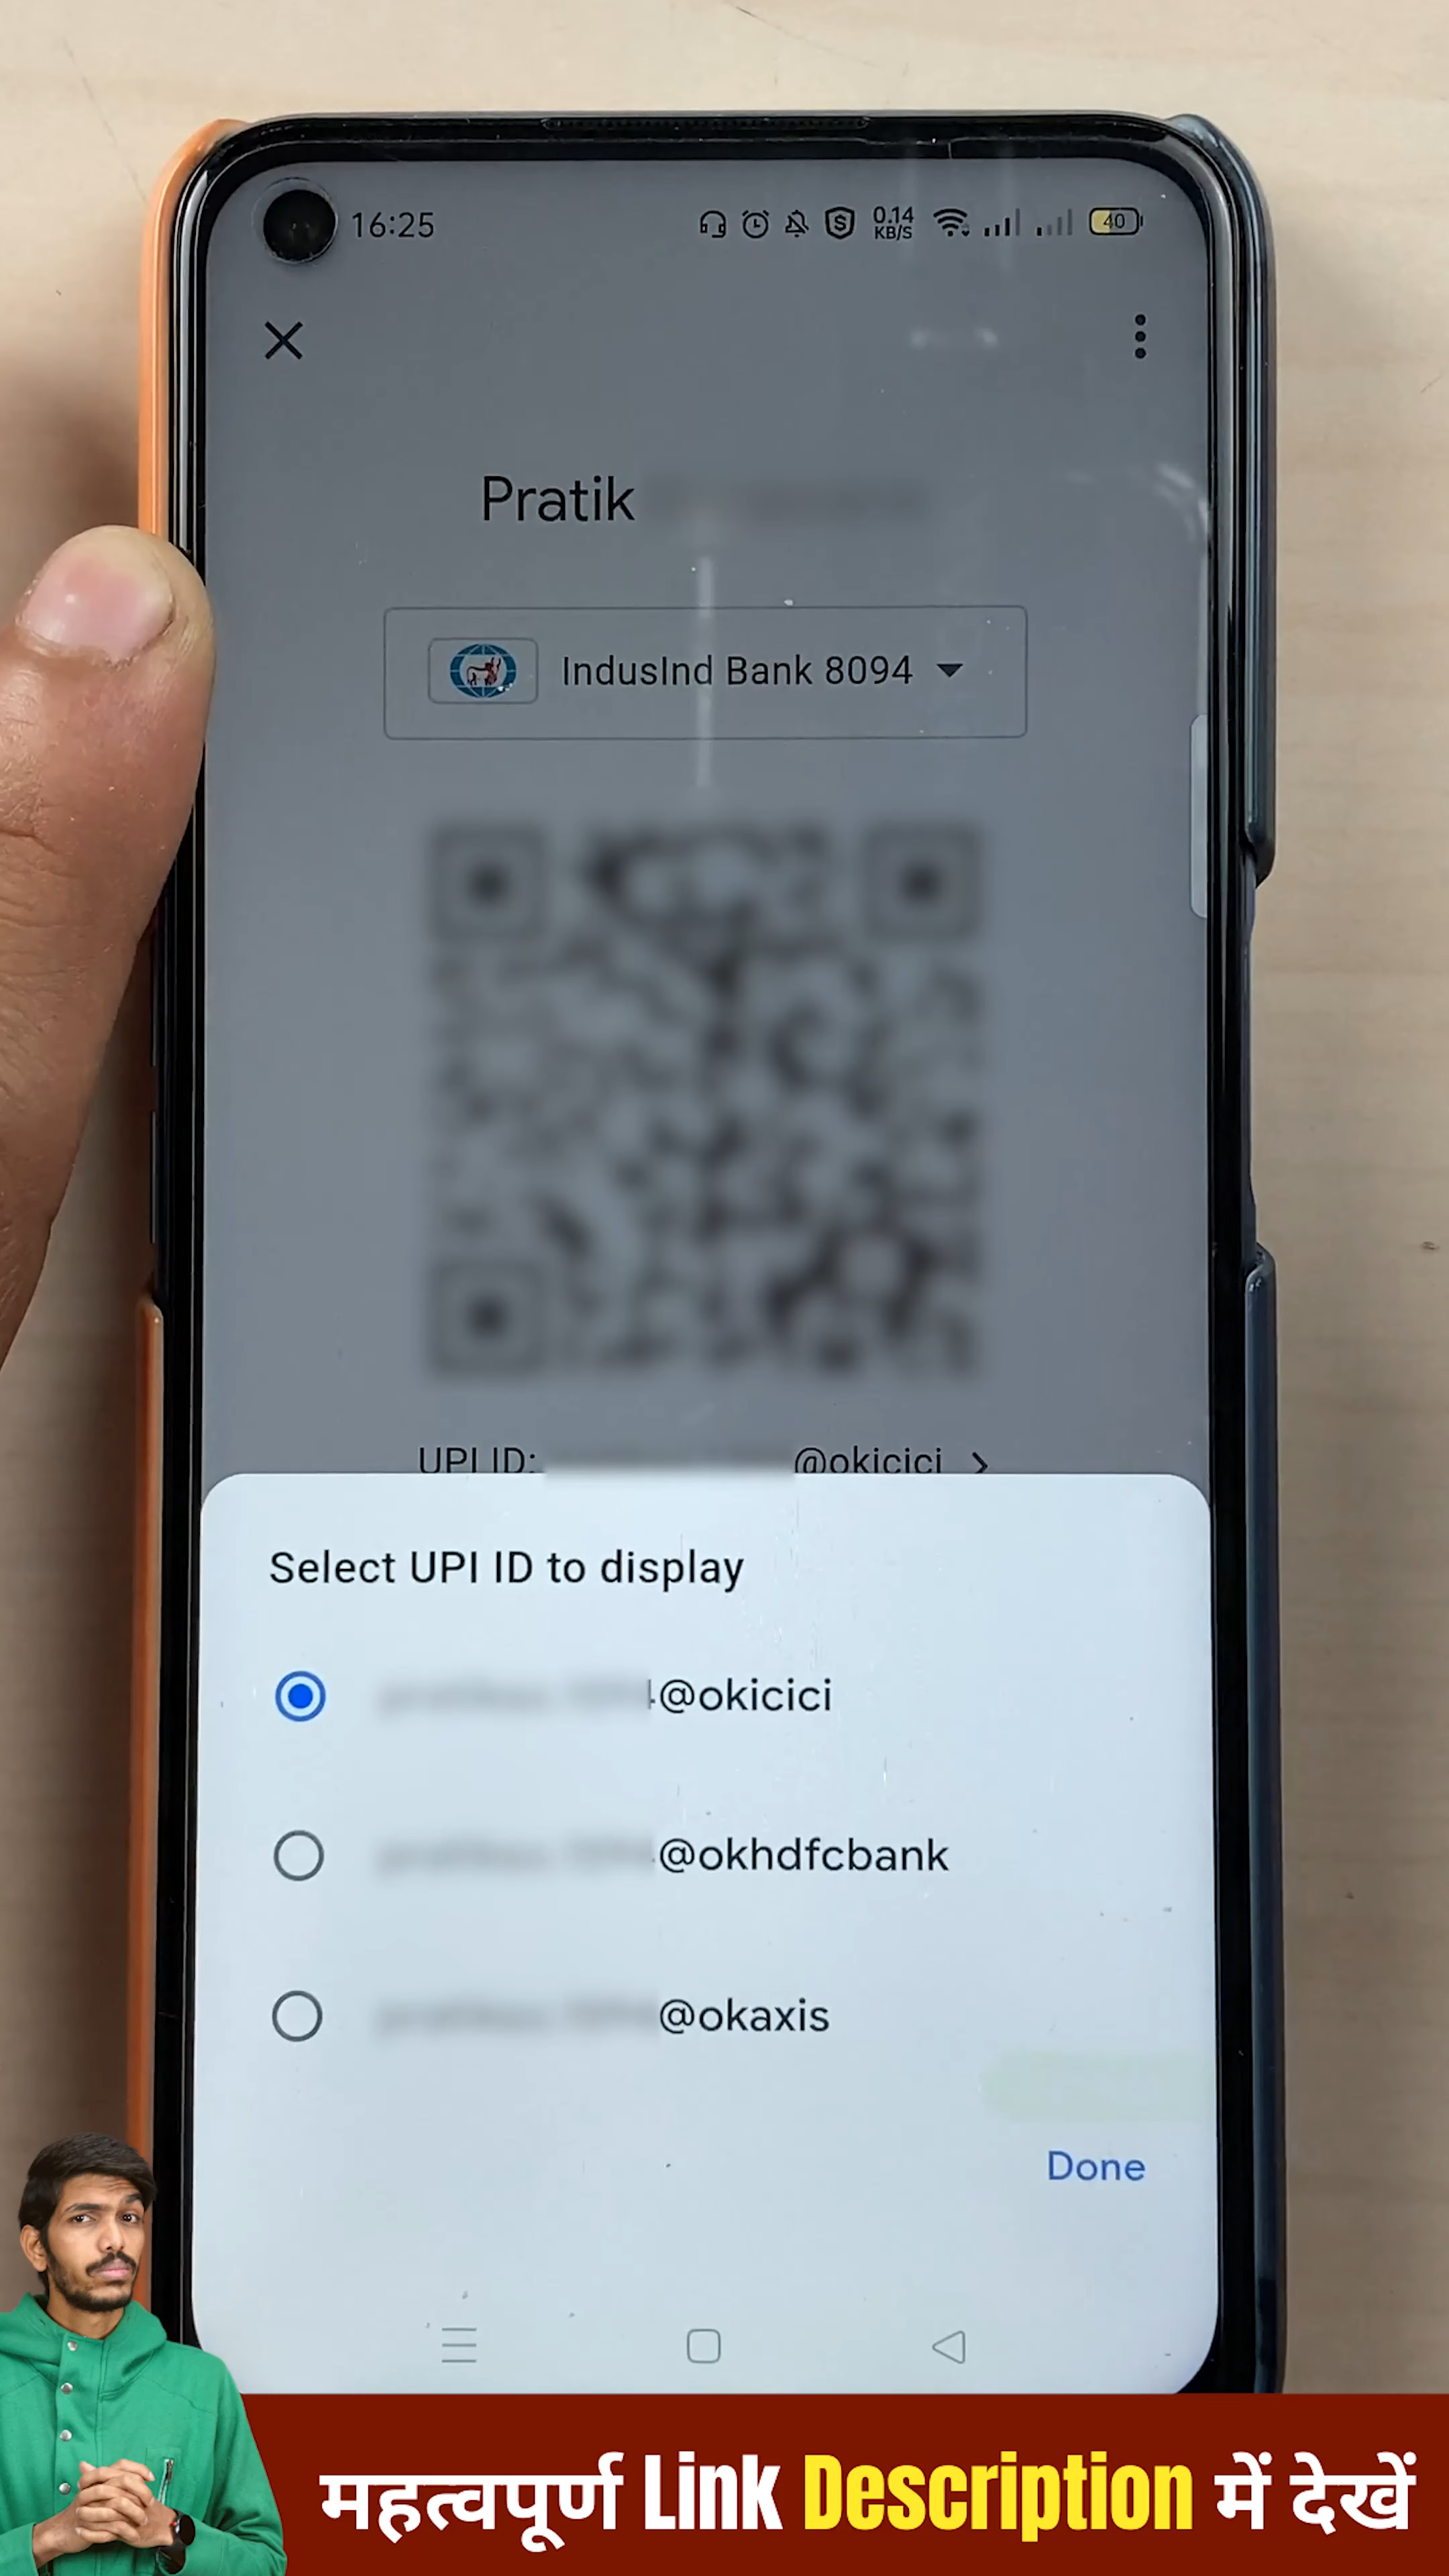 16:25
0.14
KB/S
40
Pratik
IndusInd Bank 8094
UPI ID:
@okicici
Select UPI ID to display
4@okicici
@okhdfcbank
@okaxis
Done
महत्वपूर्ण Link Description में देखें